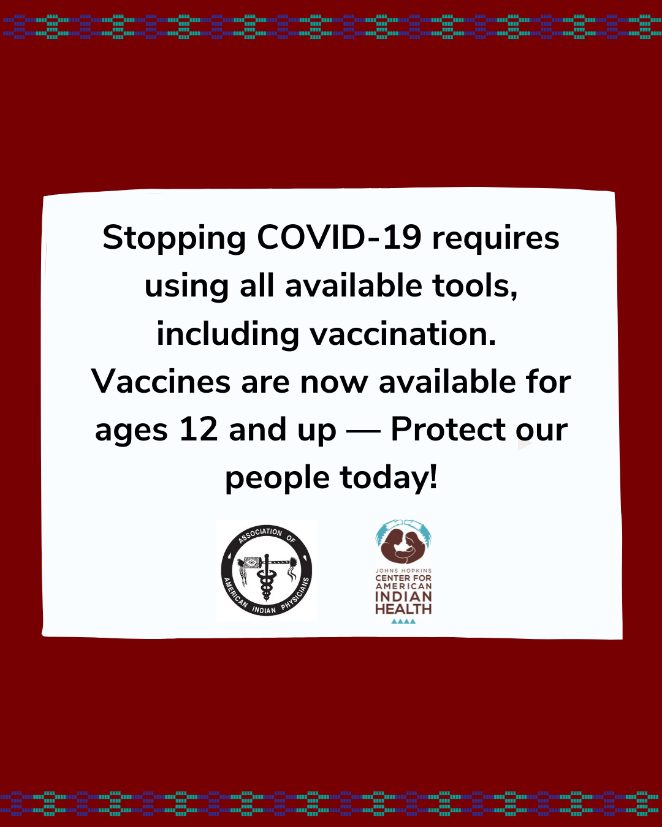 Stopping COVID-19 requires
using all available tools,
including vaccination.
Vaccines are now available for
ages 12 and up — Protect our
people today!
ASSOCIATION OF
AMERICAN INDIAN PHYSICIANS
JOHNS HOPKINS
CENTER FOR
AMERICAN
INDIAN
HEALTH